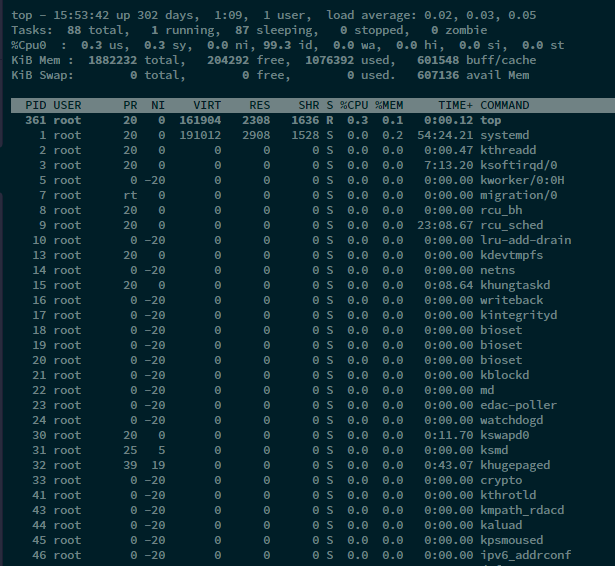 top - 15:53:42 up 302 days,  1:09,  1 user,  load average: 0.02, 0.03, 0.05
Tasks:  88 total,   1 running,  87 sleeping,   0 stopped,   0 zombie
%Cpu0  :  0.3 us,  0.3 sy,  0.0 ni, 99.3 id,  0.0 wa,  0.0 hi,  0.0 si,  0.0 st
KiB Mem :  1882232 total,   204292 free,  1076392 used,   601548 buff/cache
KiB Swap:        0 total,        0 free,        0 used.   607136 avail Mem
PID USER      PR  NI    VIRT    RES    SHR S %CPU %MEM     TIME+ COMMAND
361 root      20   0  161904   2308   1636 R  0.3  0.1   0:00.12 top
1 root      20   0  191012   2908   1528 S  0.0  0.2  54:24.21 systemd
2 root      20   0       0      0      0 S  0.0  0.0   0:00.47 kthreadd
3 root      20   0       0      0      0 S  0.0  0.0   7:13.20 ksoftirqd/0
5 root       0 -20       0      0      0 S  0.0  0.0   0:00.00 kworker/0:0H
7 root      rt   0       0      0      0 S  0.0  0.0   0:00.00 migration/0
8 root      20   0       0      0      0 S  0.0  0.0   0:00.00 rcu_bh
9 root      20   0       0      0      0 S  0.0  0.0  23:08.67 rcu_sched
10 root       0 -20       0      0      0 S  0.0  0.0   0:00.00 lru-add-drain
13 root      20   0       0      0      0 S  0.0  0.0   0:00.00 kdevtmpfs
14 root       0 -20       0      0      0 S  0.0  0.0   0:00.00 netns
15 root      20   0       0      0      0 S  0.0  0.0   0:08.64 khungtaskd
16 root       0 -20       0      0      0 S  0.0  0.0   0:00.00 writeback
17 root       0 -20       0      0      0 S  0.0  0.0   0:00.00 kintegrityd
18 root       0 -20       0      0      0 S  0.0  0.0   0:00.00 bioset
19 root       0 -20       0      0      0 S  0.0  0.0   0:00.00 bioset
20 root       0 -20       0      0      0 S  0.0  0.0   0:00.00 bioset
21 root       0 -20       0      0      0 S  0.0  0.0   0:00.00 kblockd
22 root       0 -20       0      0      0 S  0.0  0.0   0:00.00 md
23 root       0 -20       0      0      0 S  0.0  0.0   0:00.00 edac-poller
24 root       0 -20       0      0      0 S  0.0  0.0   0:00.00 watchdogd
30 root      20   0       0      0      0 S  0.0  0.0   0:11.70 kswapd0
31 root      25   5       0      0      0 S  0.0  0.0   0:00.00 ksmd
32 root      39  19       0      0      0 S  0.0  0.0   0:43.07 khugepaged
33 root       0 -20       0      0      0 S  0.0  0.0   0:00.00 crypto
41 root       0 -20       0      0      0 S  0.0  0.0   0:00.00 kthrotld
43 root       0 -20       0      0      0 S  0.0  0.0   0:00.00 kmpath_rdacd
44 root       0 -20       0      0      0 S  0.0  0.0   0:00.00 kaluad
45 root       0 -20       0      0      0 S  0.0  0.0   0:00.00 kpsmoused
46 root       0 -20       0      0      0 S  0.0  0.0   0:00.00 ipv6_addrconf